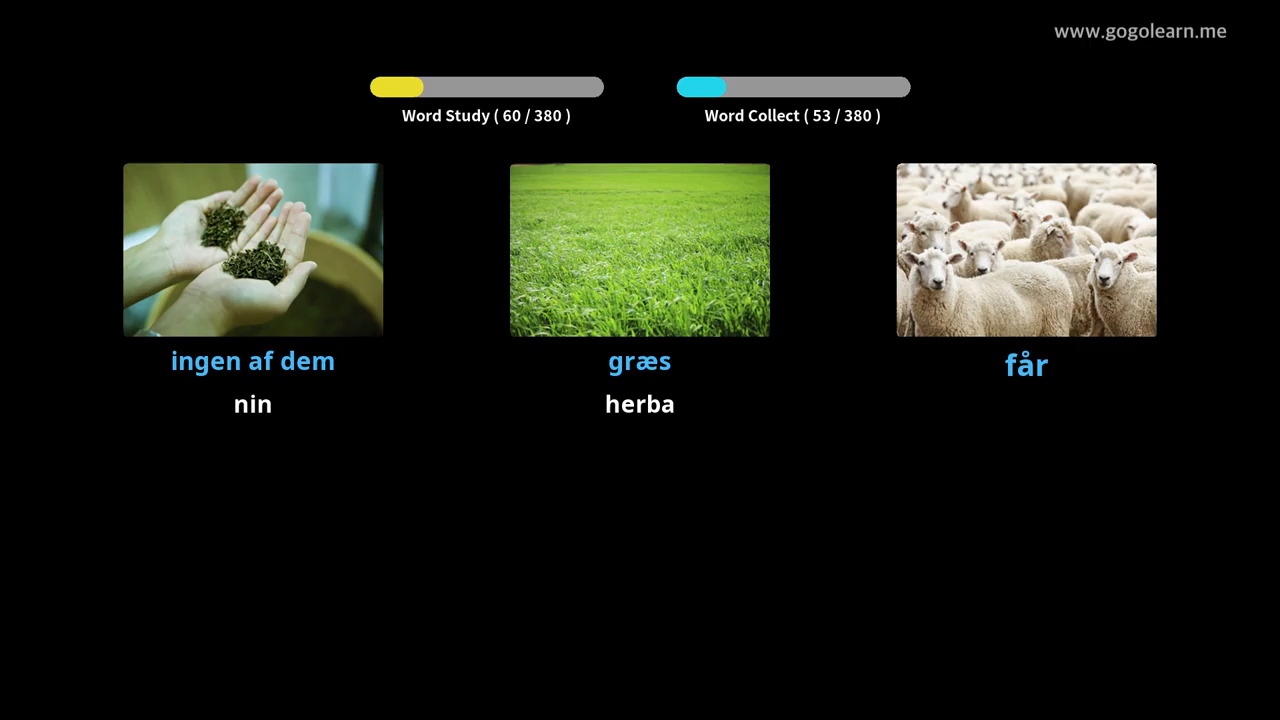 www.gogolearn.me
Word Study ( 60 / 380 )
Word Collect ( 53 / 380 )
ingen af dem
græs
får
nin
herba